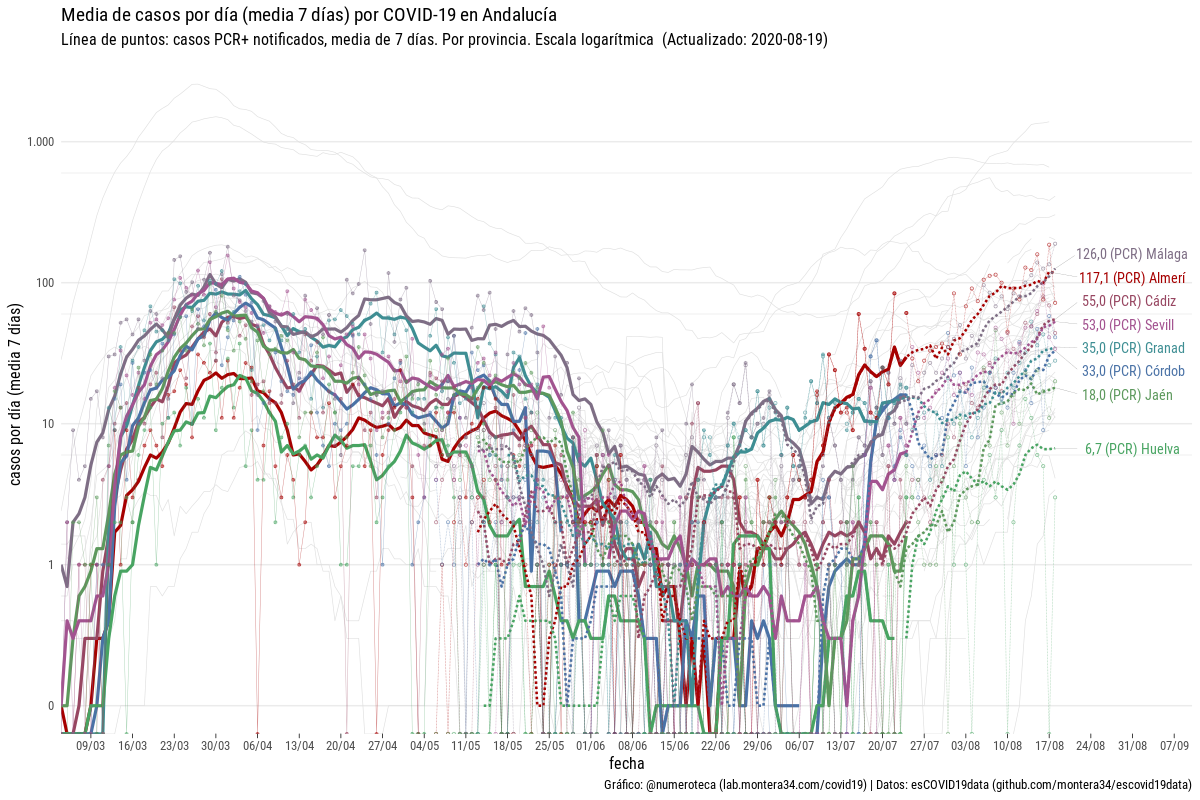 Media de casos por día (media 7 días) por COVID-19 en Andalucía
Línea de puntos: casos PCR+ notificados, media de 7 días. Por provincia. Escala logarítmica (Actualizado: 2020-08-19)
casos por día (media 7 días)
1.000
100
10
1
0
126,0 (PCR) Málaga
117,1 (PCR) Almerí
55,0 (PCR) Cádiz
53,0 (PCR) Sevill
35,0 (PCR) Granad
33,0 (PCR) Córdob
18,0 (PCR) Jaén
6,7 (PCR) Huelva
09/03 16/03 23/03 30/03 06/04 13/04 20/04 27/04 04/05 11/05 18/05 25/05 01/06 08/06 15/06 22/06 29/06 06/07 13/07 20/07 27/07 03/08 10/08 17/08 24/08 31/08 07/09
fecha
Gráfico: @numeroteca (lab.montera34.com/covid19) | Datos: esCOVID19data (github.com/montera34/escovid19data)